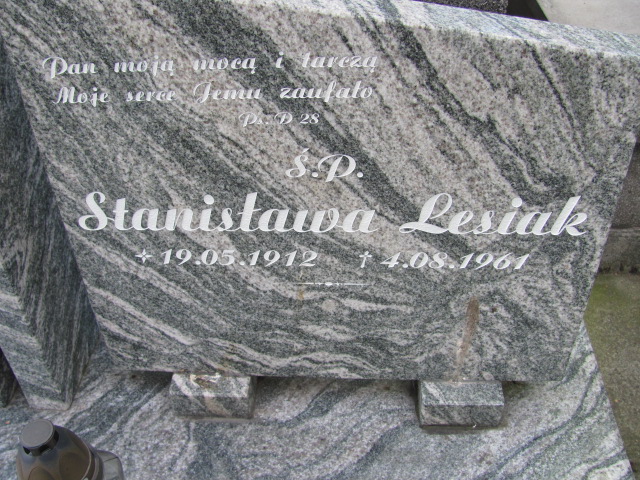 Pan moją mocą i tarczą
Moje serce Jemu zaufało
Ps. D 28
Ś.P.
Stanisława Lesiak
* 19.05.1912 † 4.08.1961